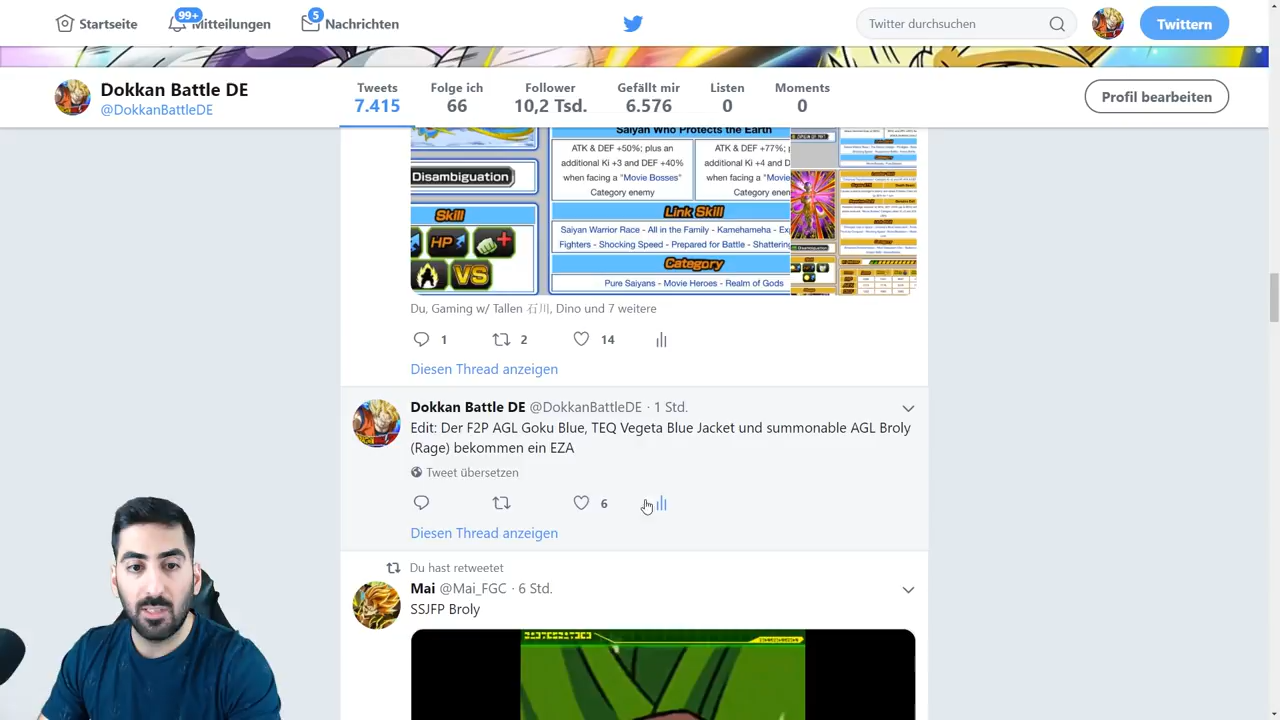 Startseite
99+
Mitteilungen
5
Nachrichten
Twitter durchsuchen
Twittern
Dokkan Battle DE
@DokkanBattleDE
Tweets
7.415
Folge ich
66
Follower
10,2 Tsd.
Gefällt mir
6.576
Listen
0
Moments
0
Profil bearbeiten
Saiyan Who Protects the Earth
ATK & DEF +50%; plus an
additional Ki +3 and DEF +40%
when facing a "Movie Bosses"
Category enemy
ATK & DEF +77%;
additional Ki +4 and D
when facing a "Movie
Category enem
Disambiguation
Skill
HP
VS
Link Skill
Saiyan Warrior Race - All in the Family - Kamehameha - Ex
Fighters - Shocking Speed - Prepared for Battle - Shattering
Category
Pure Saiyans - Movie Heroes - Realm of Gods
Du, Gaming w/ Tallen 石川, Dino und 7 weitere
1
2
14
Diesen Thread anzeigen
Dokkan Battle DE @DokkanBattleDE · 1 Std.
Edit: Der F2P AGL Goku Blue, TEQ Vegeta Blue Jacket und summonable AGL Broly
(Rage) bekommen ein EZA
Tweet übersetzen
6
Diesen Thread anzeigen
Du hast retweetet
Mai @Mai_FGC · 6 Std.
SSJFP Broly